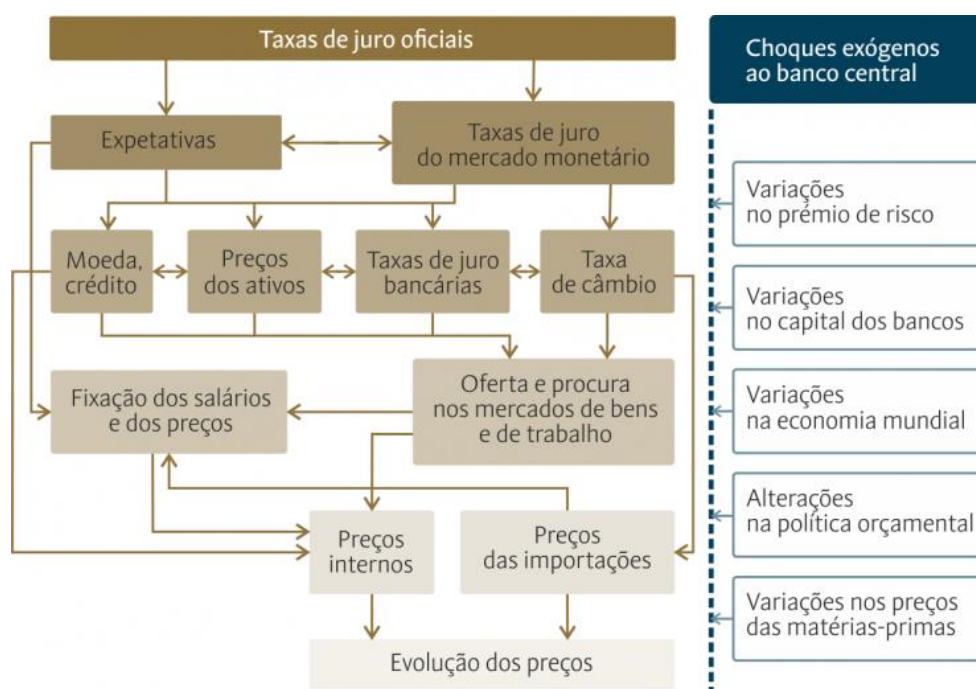 Taxas de juro oficiais
Expetativas
Taxas de juro
do mercado monetário
Moeda,
crédito
Preços
dos ativos
Taxas de juro
bancárias
Taxa
de câmbio
Fixação dos salários
e dos preços
Oferta e procura
nos mercados de bens
e de trabalho
Preços
internos
Preços
das importações
Evolução dos preços
Choques exógenos
ao banco central
Variações
no prémio de risco
Variações
no capital dos bancos
Variações
na economia mundial
Alterações
na política orçamental
Variações nos preços
das matérias-primas